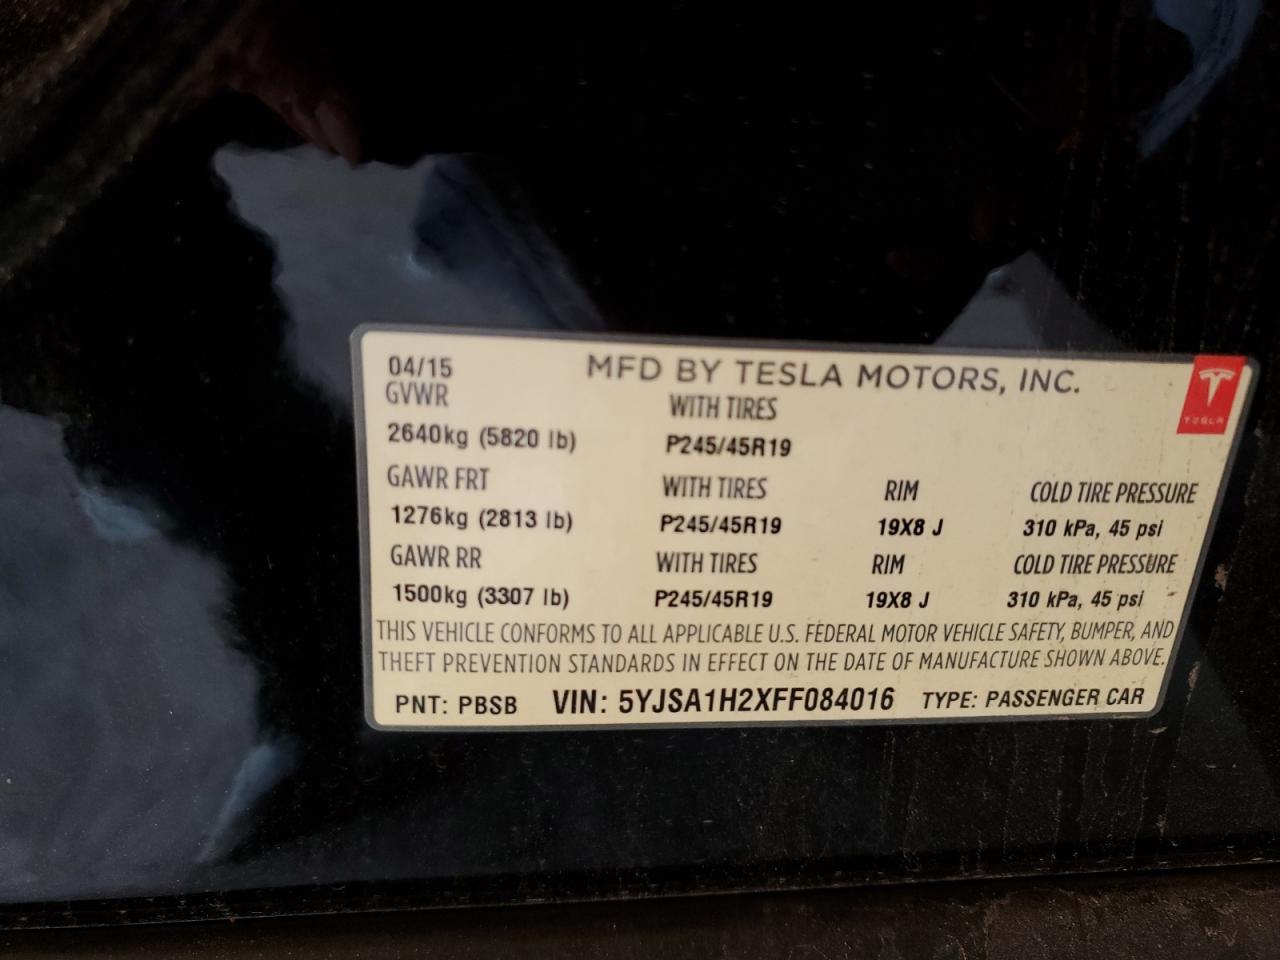 04/15 MFD BY TESLA MOTORS, INC.
TESLA
GVWR WITH TIRES
2640kg (5820 lb) P245/45R19
GAWR FRT WITH TIRES RIM COLD TIRE PRESSURE
1276kg (2813 lb) P245/45R19 19X8 J 310 kPa, 45 psi
GAWR RR WITH TIRES RIM COLD TIRE PRESSURE
1500kg (3307 lb) P245/45R19 19X8 J 310 kPa, 45 psi
THIS VEHICLE CONFORMS TO ALL APPLICABLE U.S. FEDERAL MOTOR VEHICLE SAFETY, BUMPER, AND
THEFT PREVENTION STANDARDS IN EFFECT ON THE DATE OF MANUFACTURE SHOWN ABOVE.
PNT: PBSB VIN: 5YJSA1H2XFF084016 TYPE: PASSENGER CAR